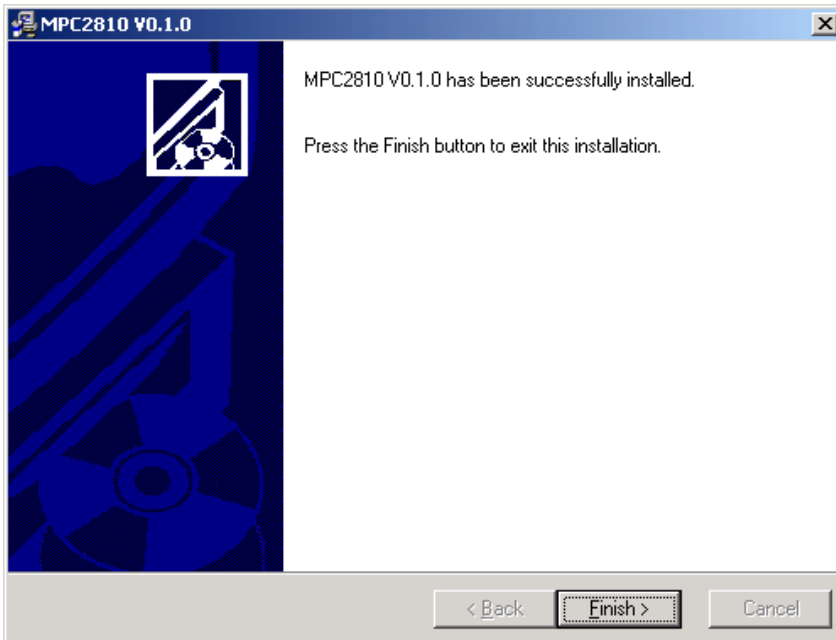 MPC2810 V0.1.0
MPC2810 V0.1.0 has been successfully installed.
Press the Finish button to exit this installation.
< Back
Finish >
Cancel